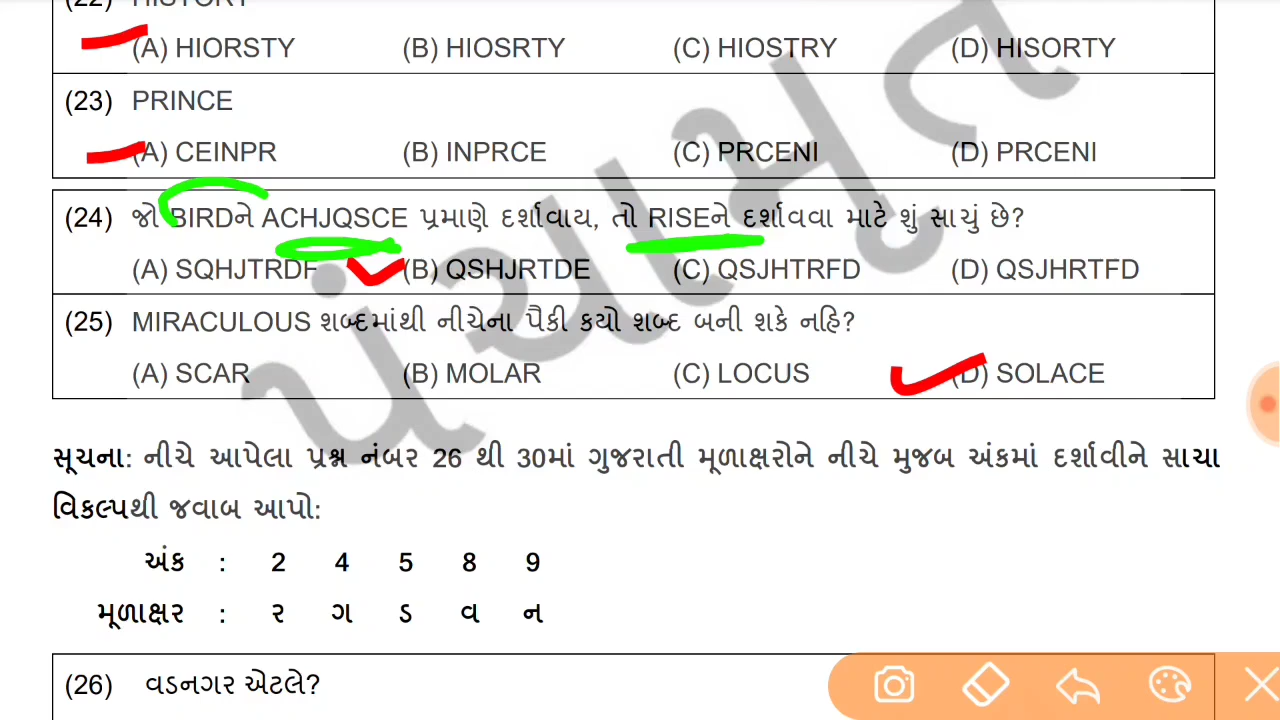 (22) HISTORY
(A) HIORSTY (B) HIOSRTY (C) HIOSTRY (D) HISORTY
(23) PRINCE
(A) CEINPR (B) INPRCE (C) PRCENI (D) PRCENI
(24) જો BIRDને ACHJQSCE પ્રમાણે દર્શાવાય, તો RISEને દર્શાવવા માટે શું સાચું છે?
(A) SQHJTRDF (B) QSHJRTDE (C) QSJHTRFD (D) QSJHRTFD
(25) MIRACULOUS શબ્દમાંથી નીચેના પૈકી કયો શબ્દ બની શકે નહિ?
(A) SCAR (B) MOLAR (C) LOCUS (D) SOLACE
સૂચના: નીચે આપેલા પ્રશ્ન નંબર 26 થી 30માં ગુજરાતી મૂળાક્ષરોને નીચે મુજબ અંકમાં દર્શાવીને સાચા
વિકલ્પથી જવાબ આપો:
અંક : 2 4 5 8 9
મૂળાક્ષર : ર ગ ડ વ ન
(26) વડનગર એટલે?
પંચામૃત